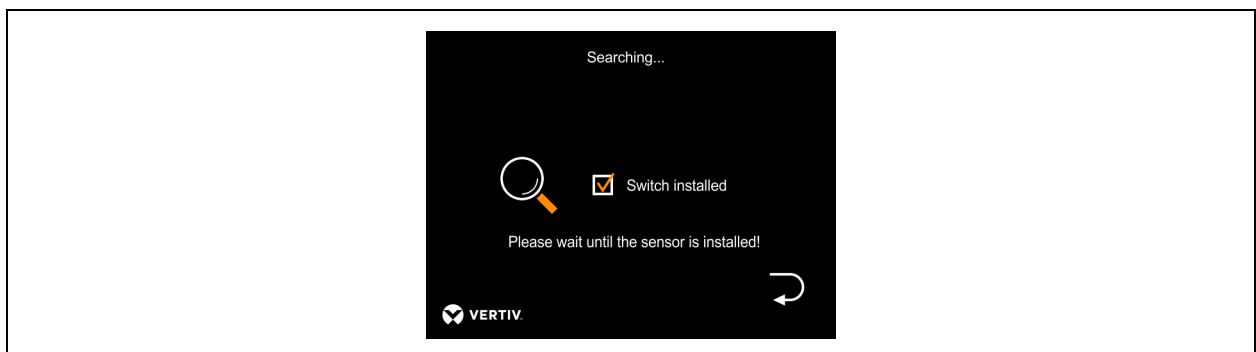 Searching...
Switch installed
Please wait until the sensor is installed!
VERTIV.